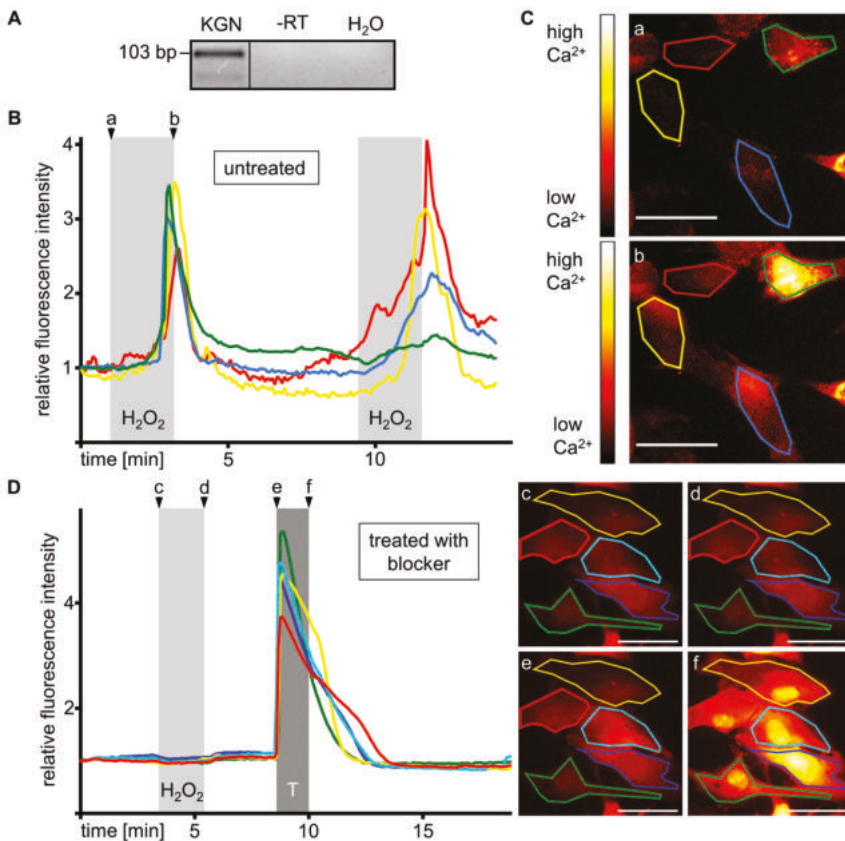 A
KGN -RT H₂O
103 bp
B
a b
untreated
relative fluorescence intensity
4
3
2
1
H₂O₂ H₂O₂
time [min] 5 10
C
high
Ca²⁺
low
Ca²⁺
a
high
Ca²⁺
low
Ca²⁺
b
D
c d e f
treated with
blocker
relative fluorescence intensity
4
2
H₂O₂ T
time [min] 5 10 15
c d
e f